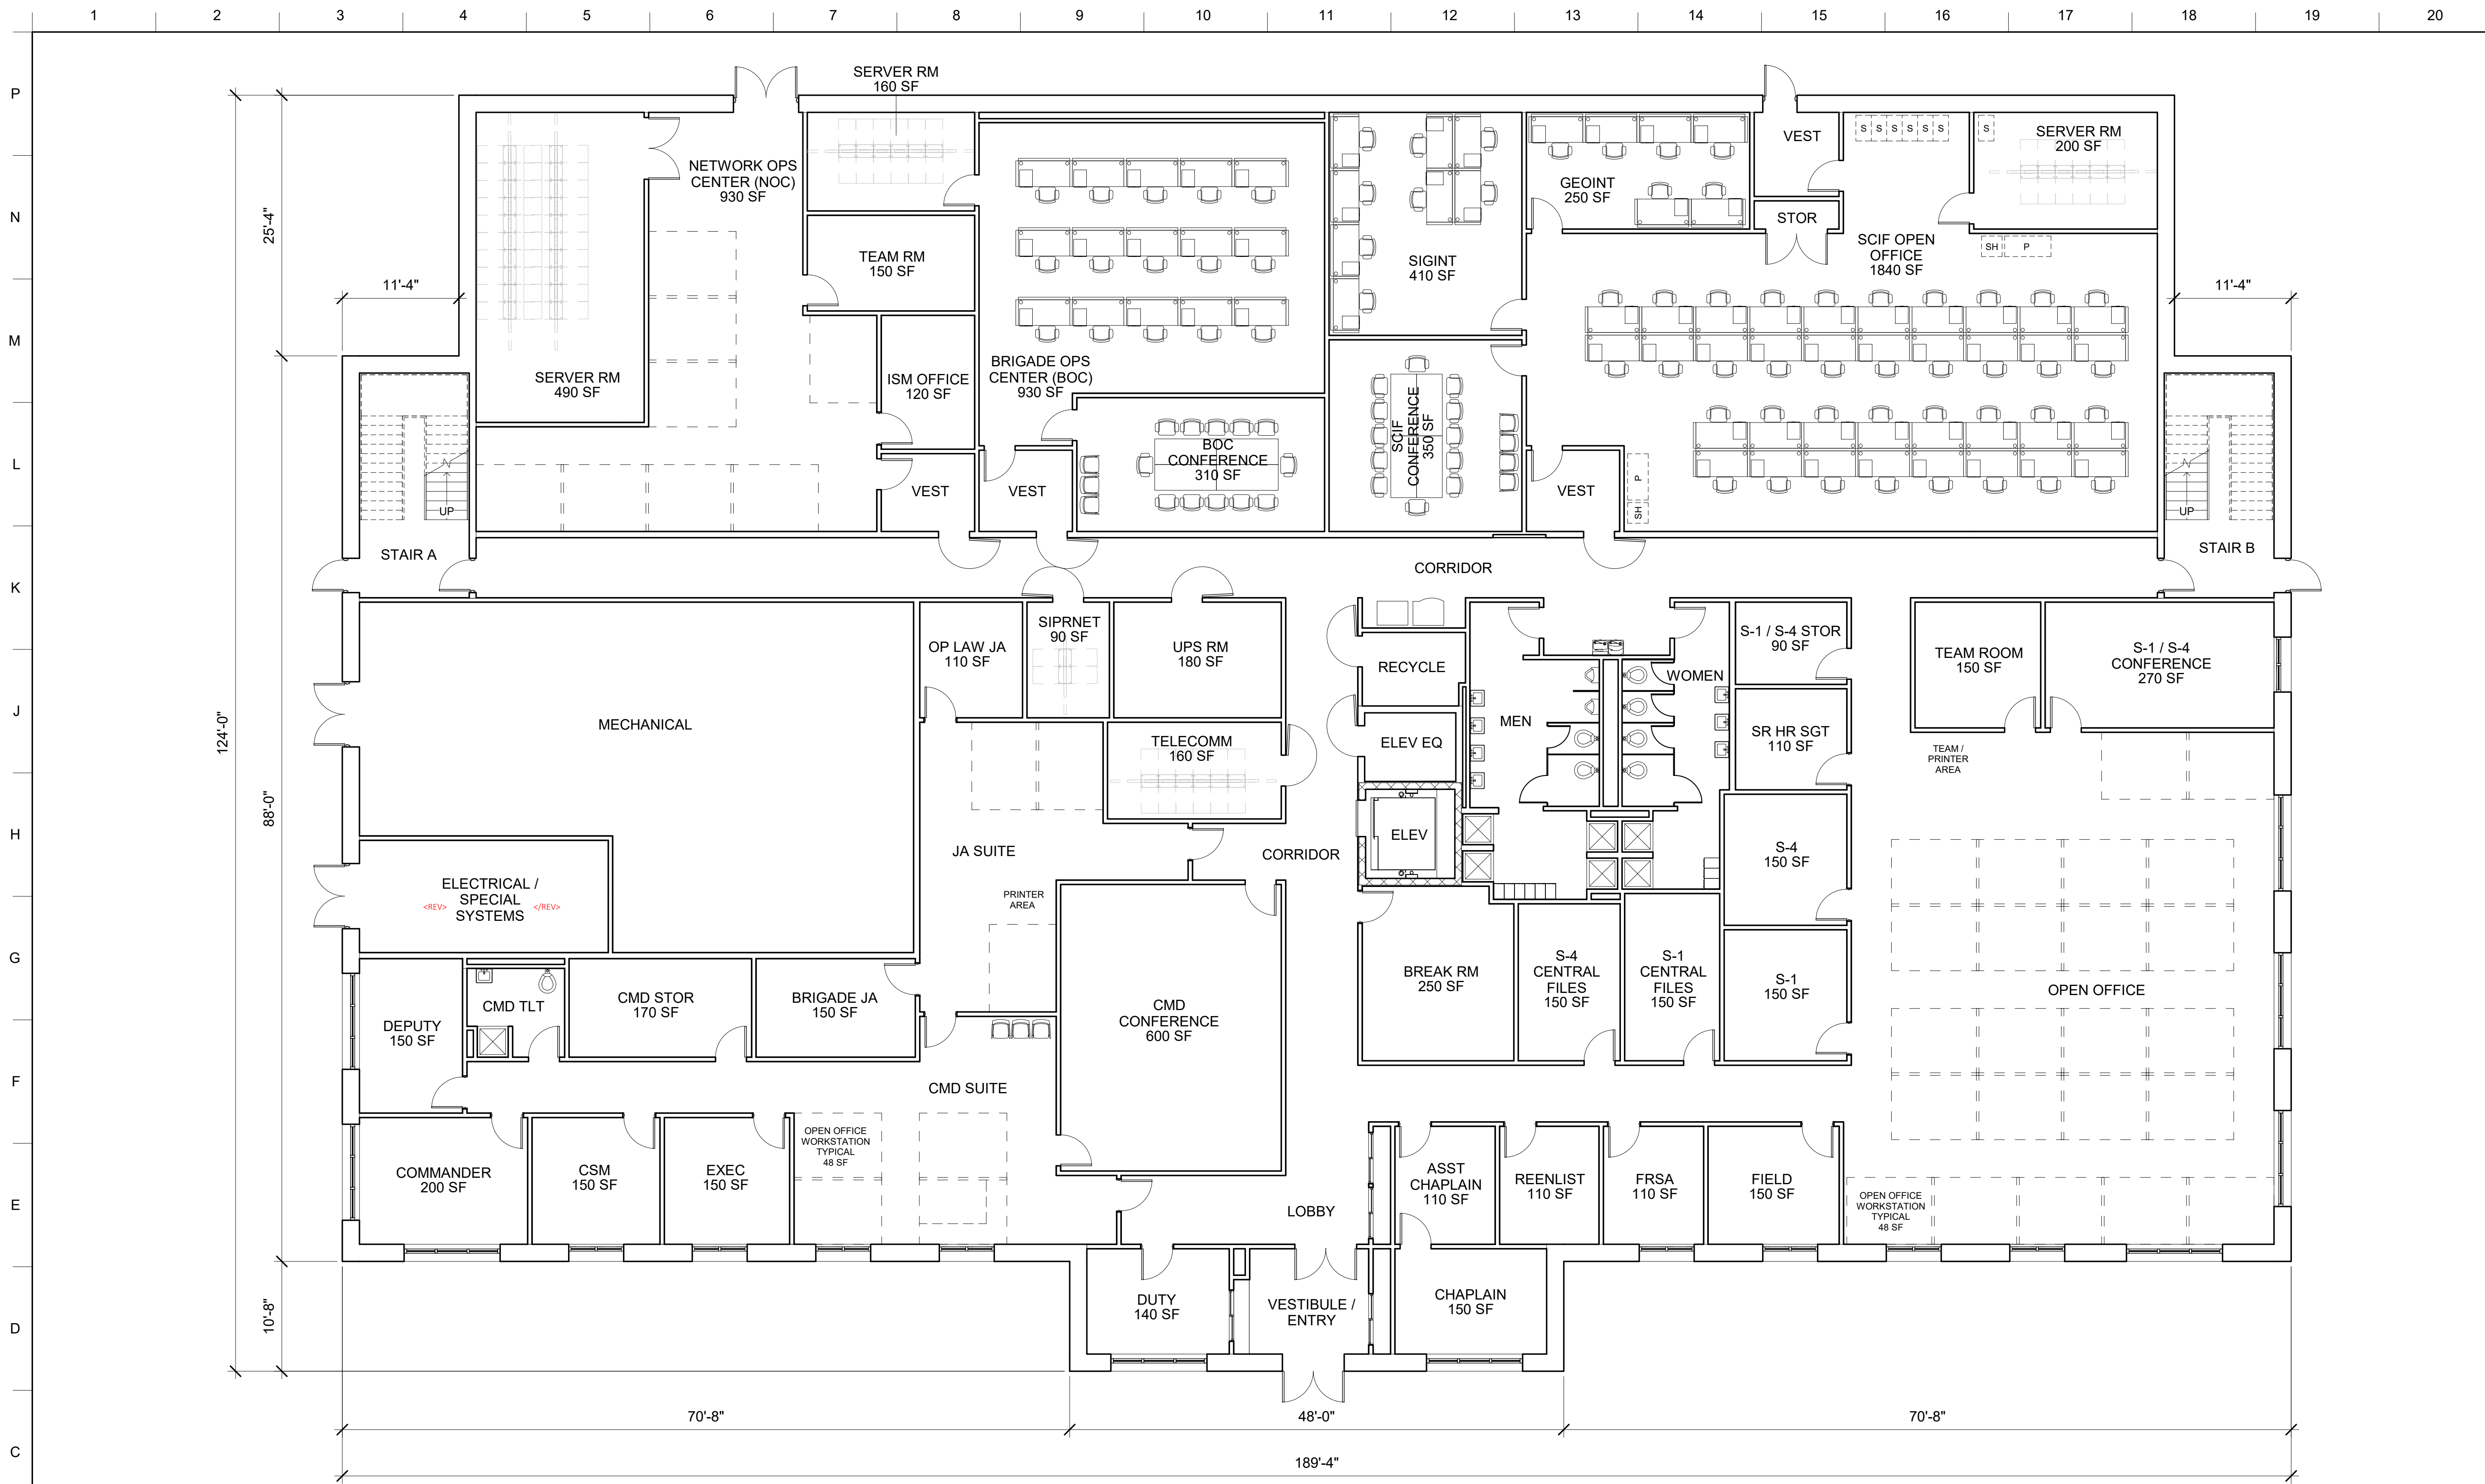 1 2 3 4 5 6 7 8 9 10 11 12 13 14 15 16 17 18 19 20
P
N
M
L
K
J
H
G
F
E
D
C
SERVER RM
160 SF
NETWORK OPS
CENTER (NOC)
930 SF
VEST
S S S S S S
S
SERVER RM
200 SF
GEOINT
250 SF
STOR
SCIF OPEN
OFFICE
1840 SF
SH P
TEAM RM
150 SF
SIGINT
410 SF
25'-4"
11'-4"
11'-4"
SERVER RM
490 SF
ISM OFFICE
120 SF
BRIGADE OPS
CENTER (BOC)
930 SF
BOC
CONFERENCE
310 SF
SCIF
CONFERENCE
350 SF
VEST
VEST
VEST
P
SH
UP
UP
STAIR A
STAIR B
CORRIDOR
OP LAW JA
110 SF
SIPRNET
90 SF
UPS RM
180 SF
RECYCLE
MEN
WOMEN
S-1 / S-4 STOR
90 SF
TEAM ROOM
150 SF
S-1 / S-4
CONFERENCE
270 SF
MECHANICAL
TELECOMM
160 SF
ELEV EQ
SR HR SGT
110 SF
TEAM /
PRINTER
AREA
124'-0"
88'-0"
JA SUITE
CORRIDOR
ELEV
S-4
150 SF
ELECTRICAL /
SPECIAL
<REV> SYSTEMS </REV>
PRINTER
AREA
CMD TLT
CMD STOR
170 SF
BRIGADE JA
150 SF
BREAK RM
250 SF
S-4
CENTRAL
FILES
150 SF
S-1
CENTRAL
FILES
150 SF
S-1
150 SF
OPEN OFFICE
DEPUTY
150 SF
CMD
CONFERENCE
600 SF
CMD SUITE
OPEN OFFICE
WORKSTATION
TYPICAL
48 SF
COMMANDER
200 SF
CSM
150 SF
EXEC
150 SF
ASST
CHAPLAIN
110 SF
REENLIST
110 SF
FRSA
110 SF
FIELD
150 SF
OPEN OFFICE
WORKSTATION
TYPICAL
48 SF
LOBBY
10'-8"
DUTY
140 SF
VESTIBULE /
ENTRY
CHAPLAIN
150 SF
70'-8"
48'-0"
70'-8"
189'-4"